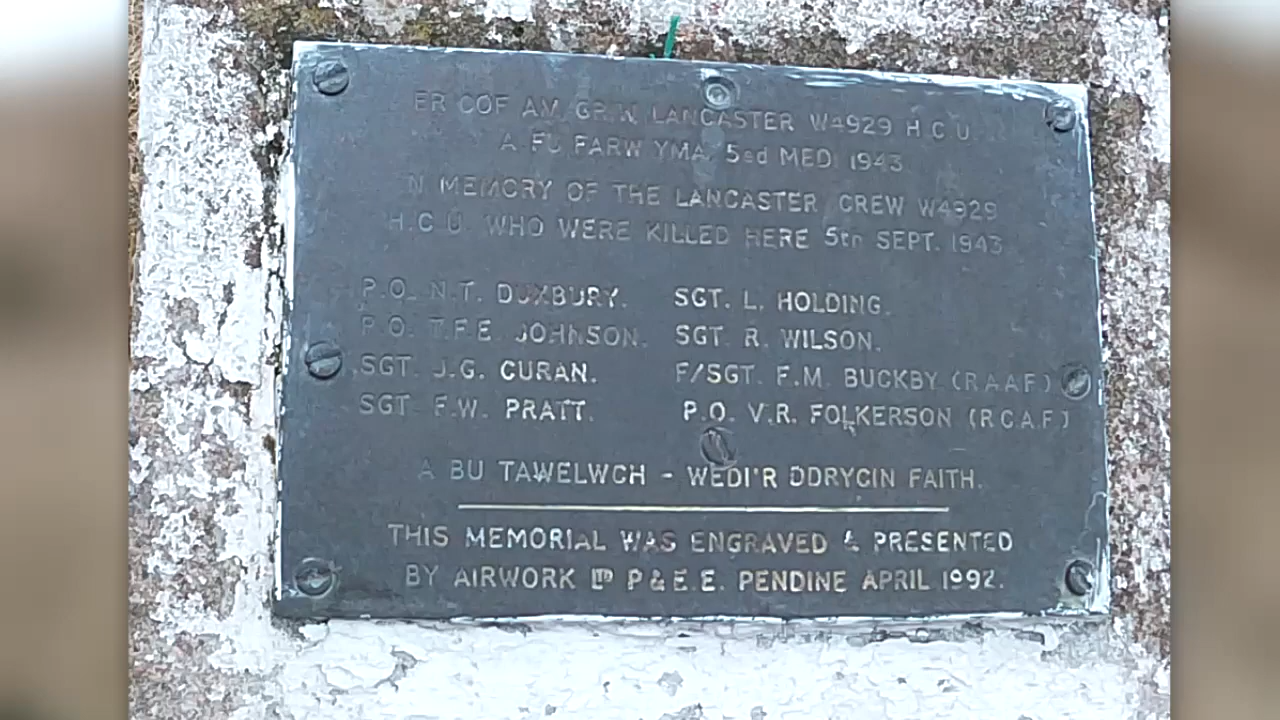 ER COF AM GRIW LANCASTER W4929 H.C.U.
A FU FARW YMA 5ed MEDI 1943
IN MEMORY OF THE LANCASTER CREW W4929
H.C.U. WHO WERE KILLED HERE 5th SEPT. 1943
P.O. N.T. DUXBURY. SGT. L. HOLDING.
P.O. T.F.E. JOHNSON. SGT. R. WILSON.
SGT. J.G. CURAN. F/SGT. F.M. BUCKBY (R.A.A.F.)
SGT. F.W. PRATT. P.O. V.R. FOLKERSON (R.C.A.F.)
A BU TAWELWCH - WEDI'R DDRYCIN FAITH.
THIS MEMORIAL WAS ENGRAVED & PRESENTED
BY AIRWORK LTD P & E.E. PENDINE APRIL 1992.